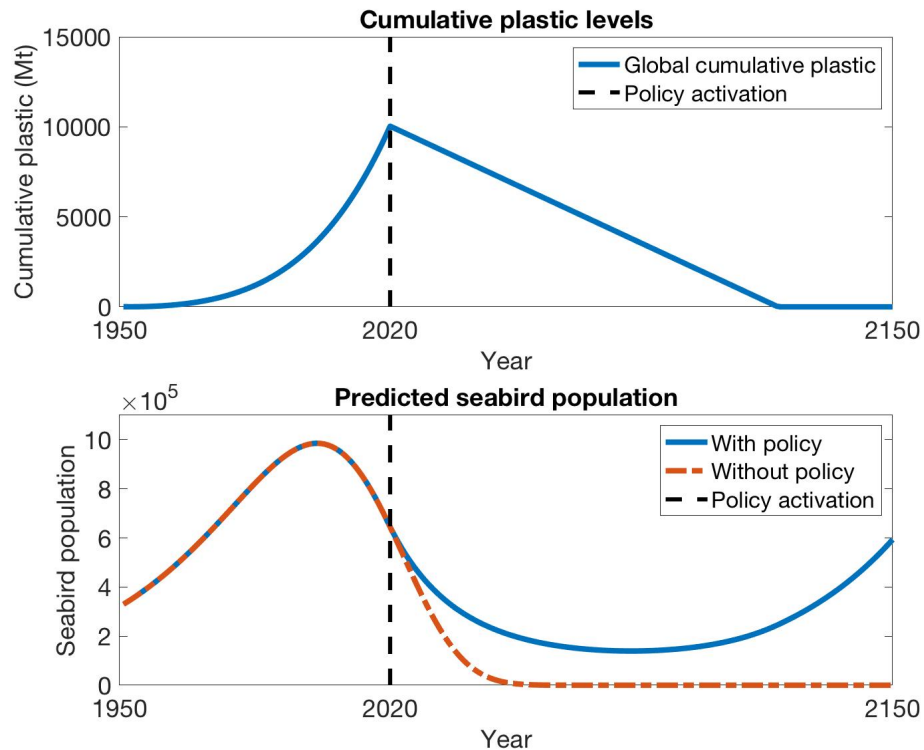 Cumulative plastic levels
15000
10000
5000
0
Cumulative plastic (Mt)
Global cumulative plastic
Policy activation
1950
2020
2150
Year
Predicted seabird population
×10⁵
10
8
6
4
2
0
Seabird population
With policy
Without policy
Policy activation
1950
2020
2150
Year